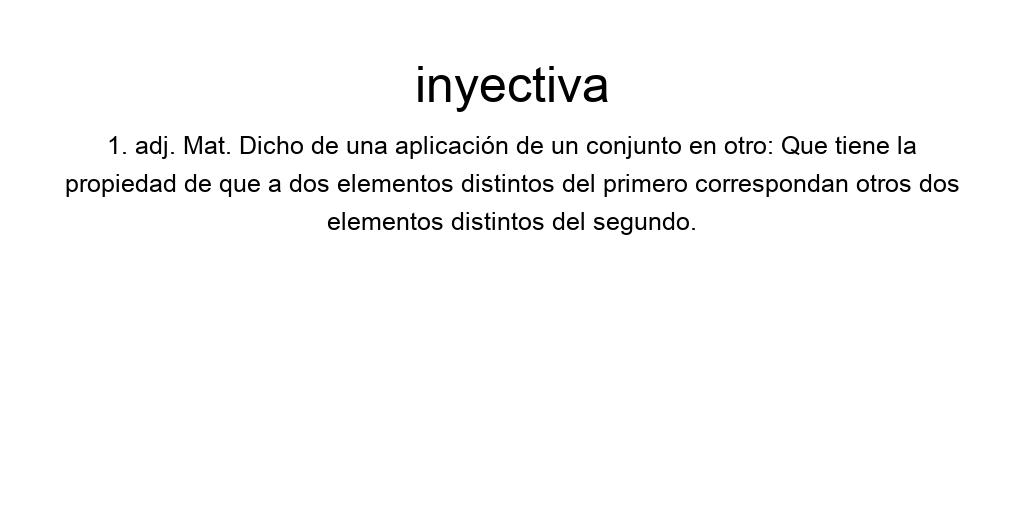 inyectiva
1. adj. Mat. Dicho de una aplicación de un conjunto en otro: Que tiene la
propiedad de que a dos elementos distintos del primero correspondan otros dos
elementos distintos del segundo.